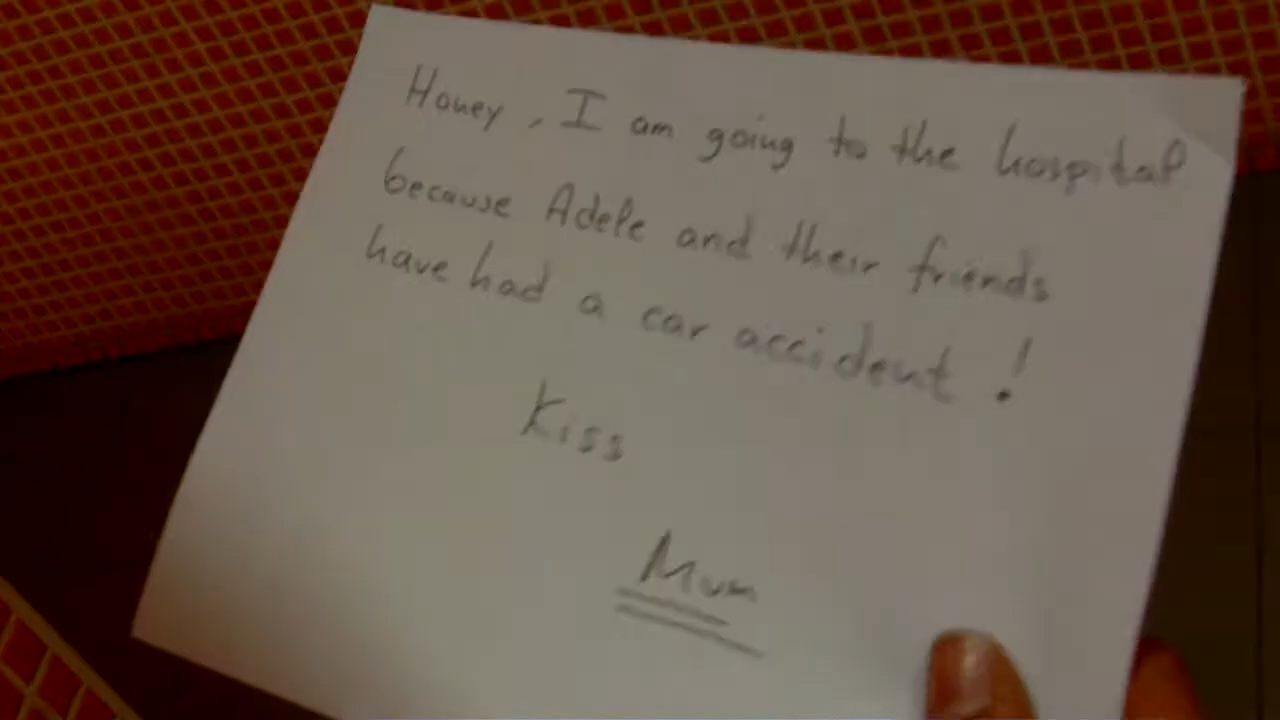 Honey, I am going to the hospital
because Adele and their friends
have had a car accident !
Kiss
Mum